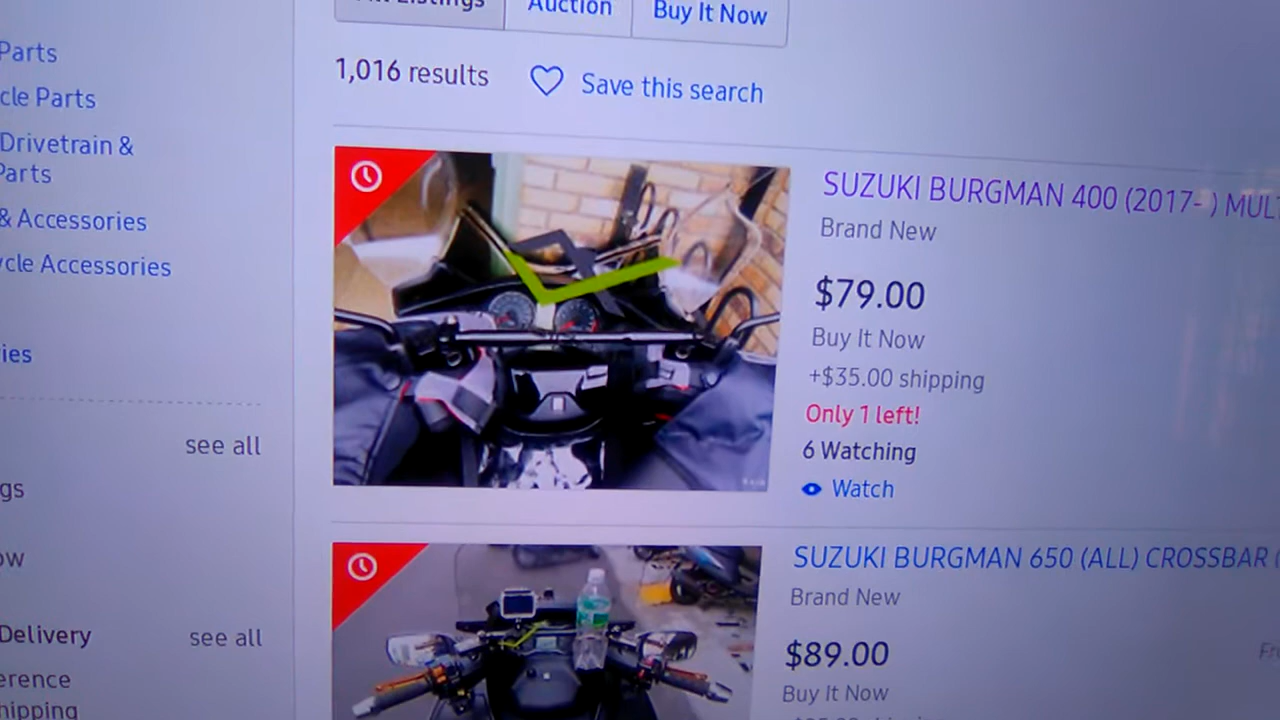 Auction
Buy It Now
1,016 results
Save this search
Parts
cle Parts
Drivetrain &
Parts
& Accessories
ycle Accessories
ies
see all
gs
ow
Delivery
see all
erence
hipping
SUZUKI BURGMAN 400 (2017- ) MUL
Brand New
$79.00
Buy It Now
+$35.00 shipping
Only 1 left!
6 Watching
Watch
SUZUKI BURGMAN 650 (ALL) CROSSBAR (
Brand New
$89.00
Buy It Now